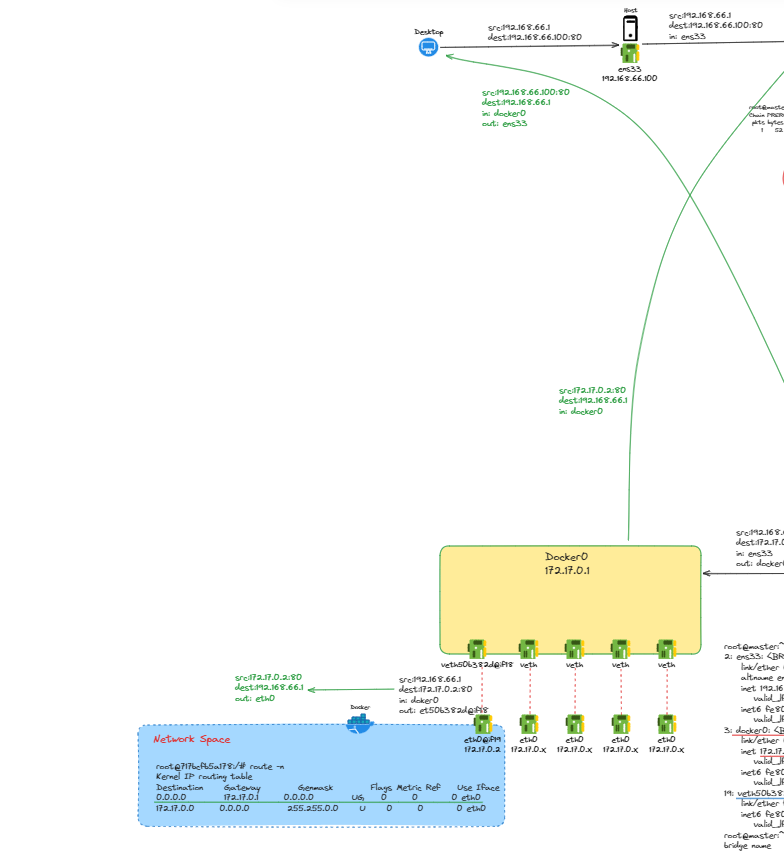 Host
Desktop
src:192.168.66.1
dest:192.168.66.100:80
src:192.168.66.1
dest:192.168.66.100:80
in: ens33
ens33
192.168.66.100
src:192.168.66.100:80
dest:192.168.66.1
in: docker0
out: ens33
root@maste
Chain PRERO
pkts bytes
1 52
src:172.17.0.2:80
dest:192.168.66.1
in: docker0
Docker0
172.17.0.1
src:192.168.
dest:172.17.0
in: ens33
out: docker
veth50b382d@if18
veth
veth
veth
veth
src:172.17.0.2:80
dest:192.168.66.1
out: eth0
src:192.168.66.1
dest:172.17.0.2:80
in: doker0
out: et50b382d@if18
Docker
eth0@if19
172.17.0.2
eth0
172.17.0.x
eth0
172.17.0.x
eth0
172.17.0.x
eth0
172.17.0.x
Network Space
root@717bcfb5a178:/# route -n
Kernel IP routing table
Destination Gateway Genmask Flags Metric Ref Use Iface
0.0.0.0 172.17.0.1 0.0.0.0 UG 0 0 0 eth0
172.17.0.0 0.0.0.0 255.255.0.0 U 0 0 0 eth0
root@master:~
2: ens33: <BR
link/ether
altname en
inet 192.16
valid_lf
inet6 fe80
valid_lf
3: docker0: <B
link/ether
inet 172.17.
valid_lf
inet6 fe80
valid_lf
19: veth50b38
link/ether
inet6 fe80
valid_lf
root@master:~
bridge name